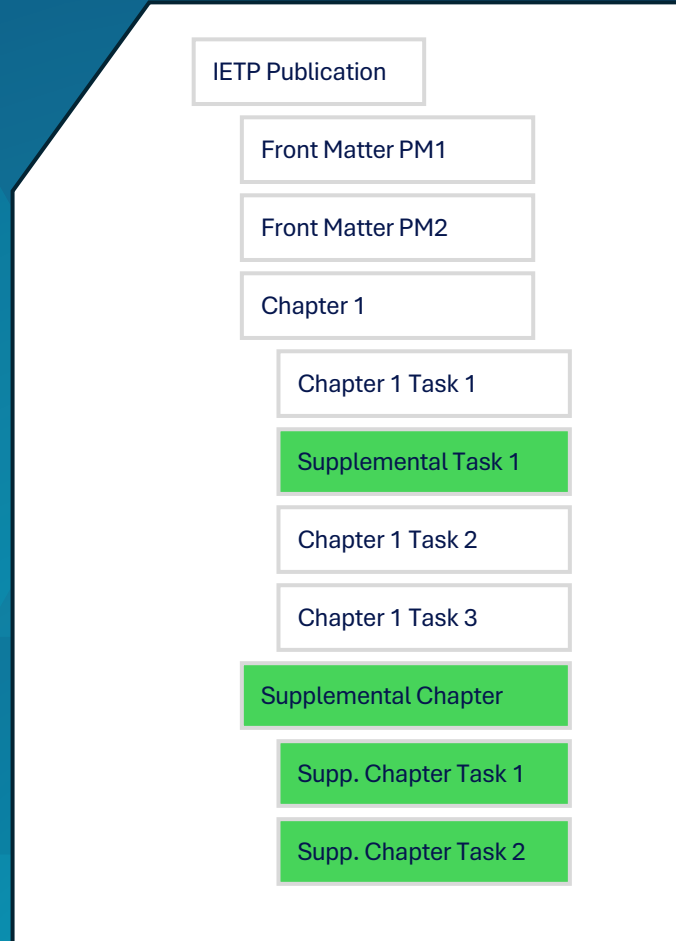 IETP Publication
Front Matter PM1
Front Matter PM2
Chapter 1
Chapter 1 Task 1
Supplemental Task 1
Chapter 1 Task 2
Chapter 1 Task 3
Supplemental Chapter
Supp. Chapter Task 1
Supp. Chapter Task 2